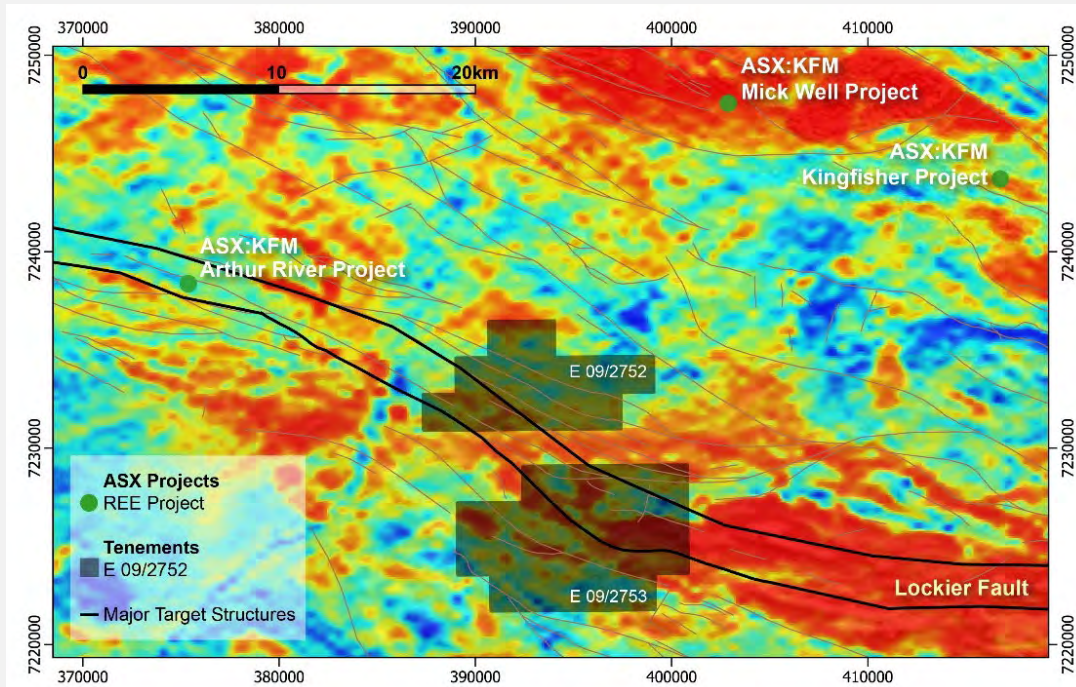 370000 380000 390000 400000 410000
7250000
7250000
0 10 20km
ASX:KFM
Mick Well Project
ASX:KFM
Kingfisher Project
7240000
7240000
ASX:KFM
Arthur River Project
E 09/2752
7230000
7230000
ASX Projects
REE Project
Tenements
E 09/2752
Major Target Structures
E 09/2753
Lockier Fault
7220000
7220000
370000 380000 390000 400000 410000